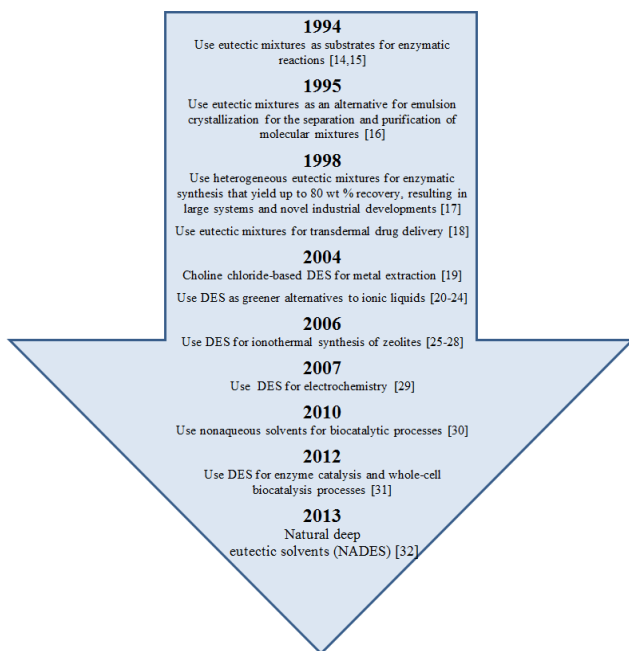 1994
Use eutectic mixtures as substrates for enzymatic
reactions [14,15]
1995
Use eutectic mixtures as an alternative for emulsion
crystallization for the separation and purification of
molecular mixtures [16]
1998
Use heterogeneous eutectic mixtures for enzymatic
synthesis that yield up to 80 wt % recovery, resulting in
large systems and novel industrial developments [17]
Use eutectic mixtures for transdermal drug delivery [18]
2004
Choline chloride-based DES for metal extraction [19]
Use DES as greener alternatives to ionic liquids [20-24]
2006
Use DES for ionothermal synthesis of zeolites [25-28]
2007
Use DES for electrochemistry [29]
2010
Use nonaqueous solvents for biocatalytic processes [30]
2012
Use DES for enzyme catalysis and whole-cell
biocatalysis processes [31]
2013
Natural deep
eutectic solvents (NADES) [32]